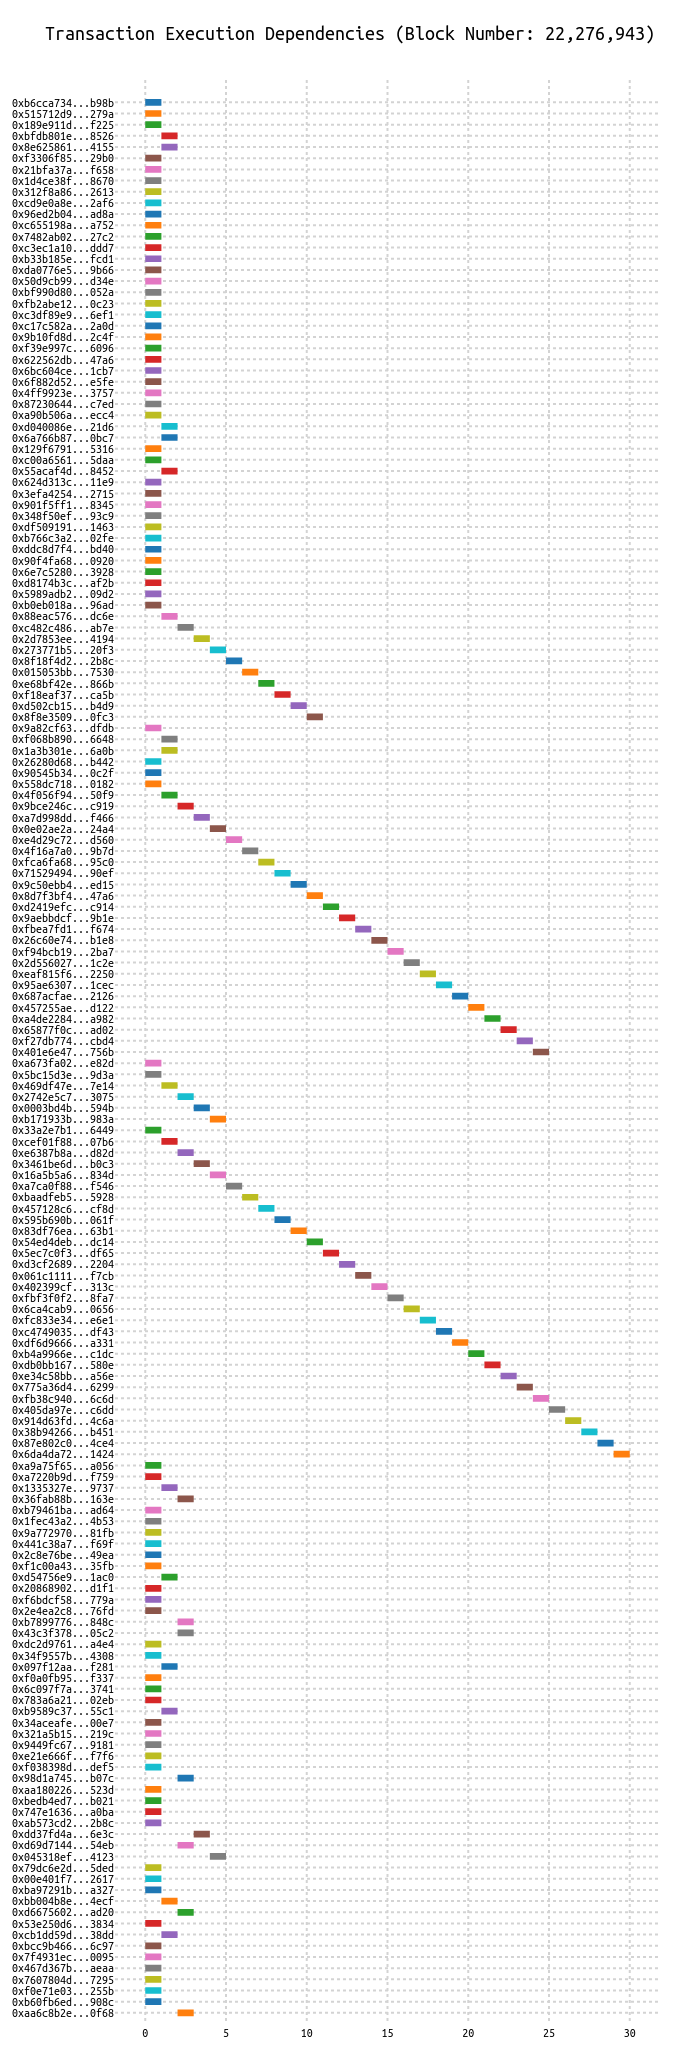 Transaction Execution Dependencies (Block Number: 22,276,943)
0xb6cca734...b98b
0x515712d9...279a
0x189e911d...f225
0xbfdb801e...8526
0x8e625861...4155
0xf3306f85...29b0
0x21bfa37a...f658
0x1d4ce38f...8670
0x312f8a86...2613
0xcd9e0a8e...2af6
0x96ed2b04...ad8a
0xc655198a...a752
0x7482ab02...27c2
0xc3ec1a10...ddd7
0xb33b185e...fcd1
0xda0776e5...9b66
0x50d9cb99...d34e
0xbf990d80...052a
0xfb2abe12...0c23
0xc3df89e9...6ef1
0xc17c582a...2a0d
0x9b10fd8d...2c4f
0xf39e997c...6096
0x622562db...47a6
0x6bc604ce...1cb7
0x6f882d52...e5fe
0x4ff9923e...3757
0x87230644...c7ed
0xa90b506a...ecc4
0xd040086e...21d6
0x6a766b87...0bc7
0x129f6791...5316
0xc00a6561...5daa
0x55acaf4d...8452
0x624d313c...11e9
0x3efa4254...2715
0x901f5ff1...8345
0x348f50ef...93c9
0xdf509191...1463
0xb766c3a2...02fe
0xddc8d7f4...bd40
0x90f4fa68...0920
0x6e7c5280...3928
0xd8174b3c...af2b
0x5989adb2...09d2
0xb0eb018a...96ad
0x88eac576...dc6e
0xc482c486...ab7e
0x2d7853ee...4194
0x273771b5...20f3
0x8f18f4d2...2b8c
0x015053bb...7530
0xe68bf42e...866b
0xf18eaf37...ca5b
0xd502cb15...b4d9
0x8f8e3509...0fc3
0x9a82cf63...dfdb
0xf068b890...6648
0x1a3b301e...6a0b
0x26280d68...b442
0x90545b34...0c2f
0x558dc718...0182
0x4f056f94...50f9
0x9bce246c...c919
0xa7d998dd...f466
0x0e02ae2a...24a4
0xe4d29c72...d560
0x4f16a7a0...9b7d
0xfca6fa68...95c0
0x71529494...90ef
0x9c50ebb4...ed15
0x8d7f3bf4...47a6
0xd2419efc...c914
0x9aebbdcf...9b1e
0xfbea7fd1...f674
0x26c60e74...b1e8
0xf94bcb19...2ba7
0x2d556027...1c2e
0xeaf815f6...2250
0x95ae6307...1cec
0x687acfae...2126
0x457255ae...d122
0xa4de2284...a982
0x65877f0c...ad02
0xf27db774...cbd4
0x401e6e47...756b
0xa673fa02...e82d
0x5bc15d3e...9d3a
0x469df47e...7e14
0x2742e5c7...3075
0x0003bd4b...594b
0xb171933b...983a
0x33a2e7b1...6449
0xcef01f88...07b6
0xe6387b8a...d82d
0x3461be6d...b0c3
0x16a5b5a6...834d
0xa7ca0f88...f546
0xbaadfeb5...5928
0x457128c6...cf8d
0x595b690b...061f
0x83df76ea...63b1
0x54ed4deb...dc14
0x5ec7c0f3...df65
0xd3cf2689...2204
0x061c1111...f7cb
0x402399cf...313c
0xfbf3f0f2...8fa7
0x6ca4cab9...0656
0xfc833e34...e6e1
0xc4749035...df43
0xdf6d9666...a331
0xb4a9966e...c1dc
0xdb0bb167...580e
0xe34c58bb...a56e
0x775a36d4...6299
0xfb38c940...6c6d
0x405da97e...c6dd
0x914d63fd...4c6a
0x38b94266...b451
0x87e802c0...4ce4
0x6da4da72...1424
0xa9a75f65...a056
0xa7220b9d...f759
0x1335327e...9737
0x36fab88b...163e
0xb79461ba...ad64
0x1fec43a2...4b53
0x9a772970...81fb
0x441c38a7...f69f
0x2c8e76be...49ea
0xf1c00a43...35fb
0xd54756e9...1ac0
0x20868902...d1f1
0xf6bdcf58...779a
0x2e4ea2c8...76fd
0xb7899776...848c
0x43c3f378...05c2
0xdc2d9761...a4e4
0x34f9557b...4308
0x097f12aa...f281
0xf0a0fb95...f337
0x6c097f7a...3741
0x783a6a21...02eb
0xb9589c37...55c1
0x34aceafe...00e7
0x321a5b15...219c
0x9449fc67...9181
0xe21e666f...f7f6
0xf038398d...def5
0x98d1a745...b07c
0xaa180226...523d
0xbedb4ed7...b021
0x747e1636...a0ba
0xab573cd2...2b8c
0xdd37fd4a...6e3c
0xd69d7144...54eb
0x045318ef...4123
0x79dc6e2d...5ded
0x00e401f7...2617
0xba97291b...a327
0xbb004b8e...4ecf
0xd6675602...ad20
0x53e250d6...3834
0xcb1dd59d...38dd
0xbcc9b466...6c97
0x7f4931ec...0095
0x467d367b...aeaa
0x7607804d...7295
0xf0e71e03...255b
0xb60fb6ed...908c
0xaa6c8b2e...0f68
0 5 10 15 20 25 30